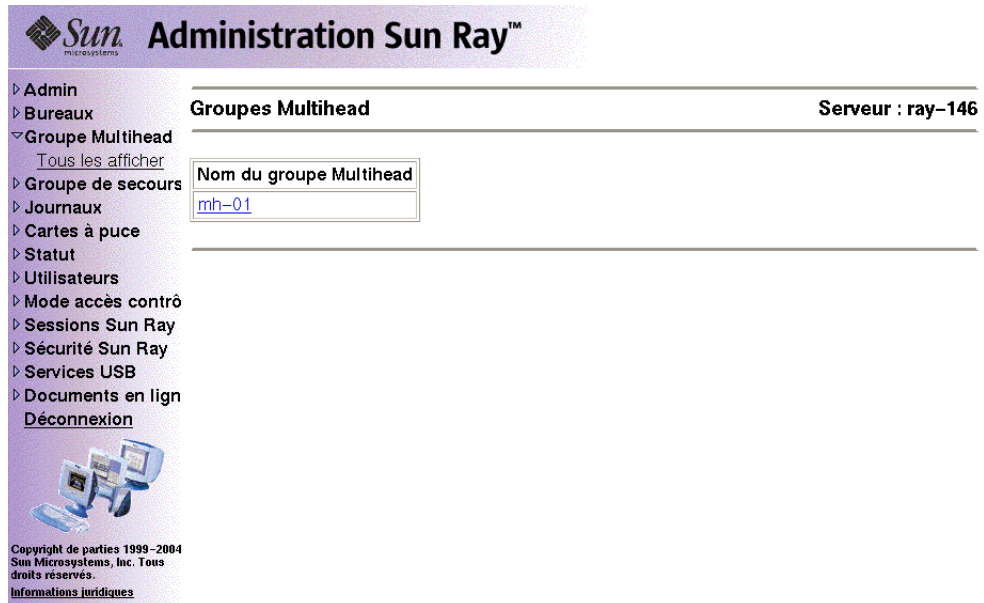 Sun
microsystems
Administration Sun Ray™
Admin
Bureaux
Groupe Multihead
Tous les afficher
Groupe de secours
Journaux
Cartes à puce
Statut
Utilisateurs
Mode accès contrô
Sessions Sun Ray
Sécurité Sun Ray
Services USB
Documents en lign
Déconnexion
Copyright de parties 1999-2004
Sun Microsystems, Inc. Tous
droits réservés.
Informations juridiques
Groupes Multihead
Serveur : ray-146
Nom du groupe Multihead
mh-01